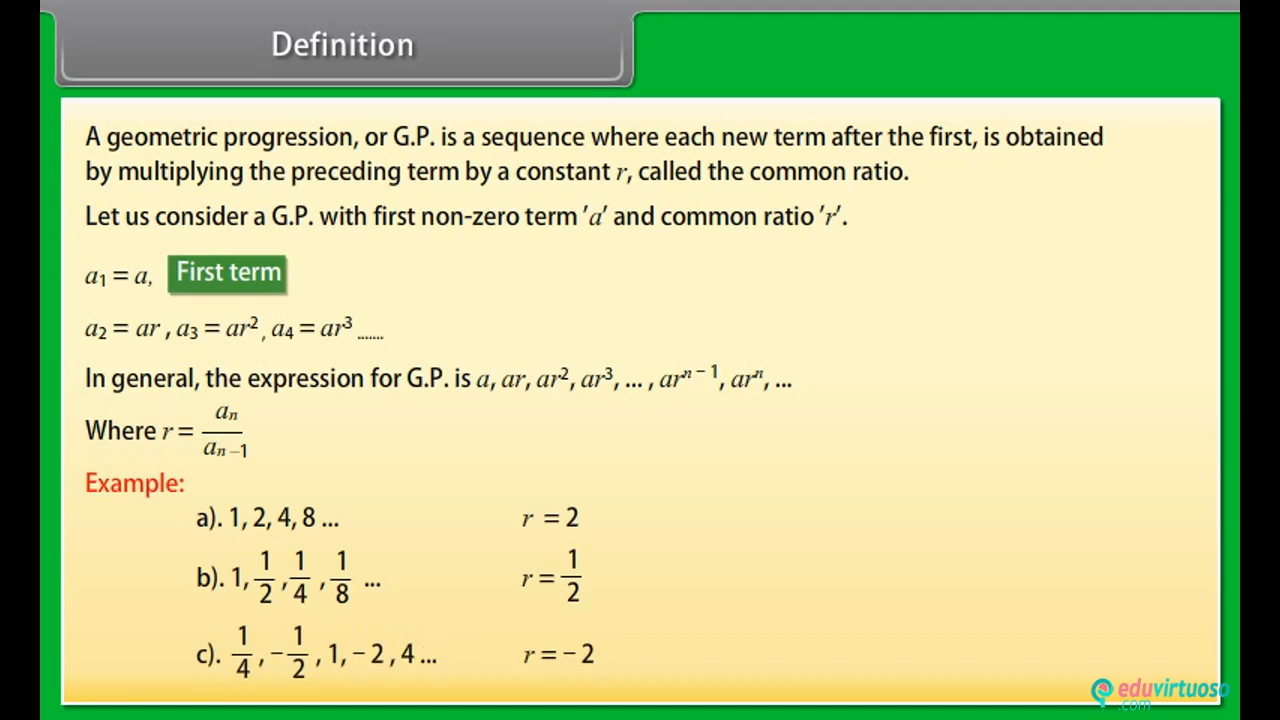 Definition
A geometric progression, or G.P. is a sequence where each new term after the first, is obtained
by multiplying the preceding term by a constant r, called the common ratio.
Let us consider a G.P. with first non-zero term ′a′ and common ratio ′r′.
a₁ = a, First term
a₂ = ar , a₃ = ar² , a₄ = ar³ .......
In general, the expression for G.P. is a, ar, ar², ar³, ... , arⁿ⁻¹, arⁿ, ...
Where r = aₙ/aₙ₋₁
Example:
a). 1, 2, 4, 8 ... r = 2
b). 1, 1/2 , 1/4 , 1/8 ... r = 1/2
c). 1/4 , – 1/2 , 1, – 2 , 4 ... r = – 2
eduvirtuoso
.com